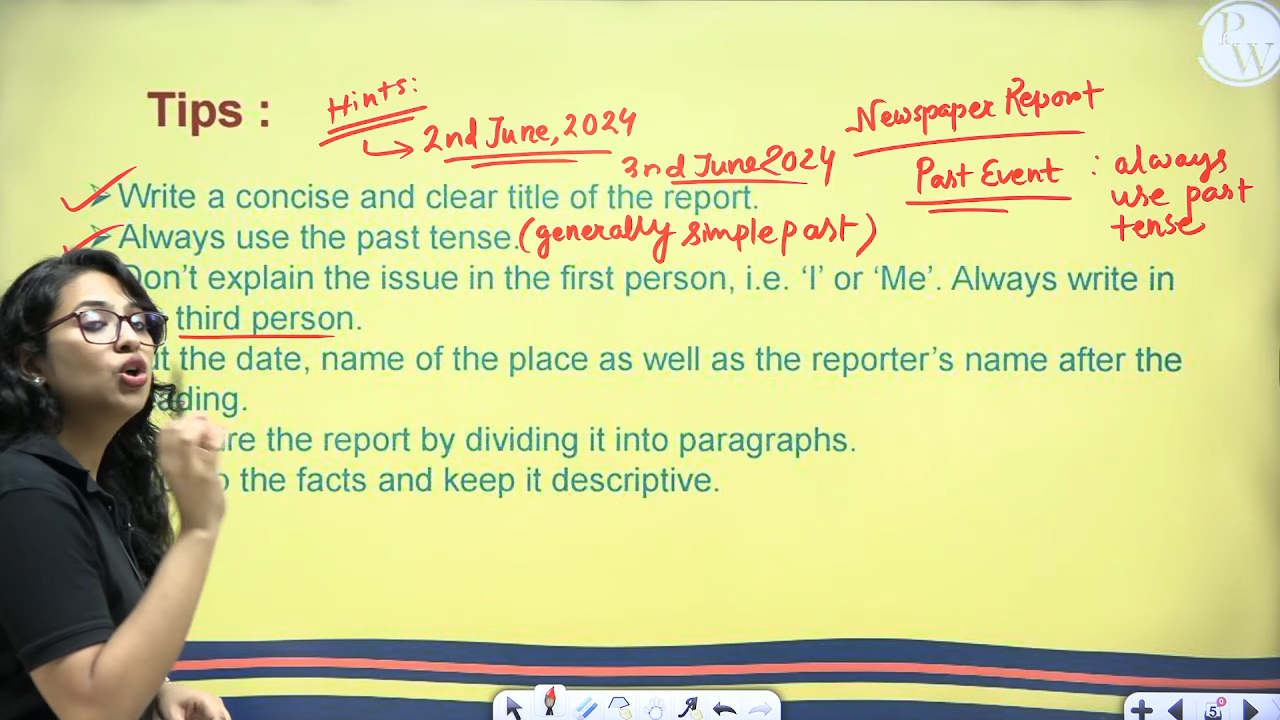 P
W
Tips :
Hints:
2nd June, 2024
3nd June 2024
Newspaper Report
Past Event : always
use past
tense
Write a concise and clear title of the report.
Always use the past tense. (generally simple past)
Don't explain the issue in the first person, i.e. 'I' or 'Me'. Always write in
third person.
the date, name of the place as well as the reporter's name after the
the report by dividing it into paragraphs.
the facts and keep it descriptive.
5